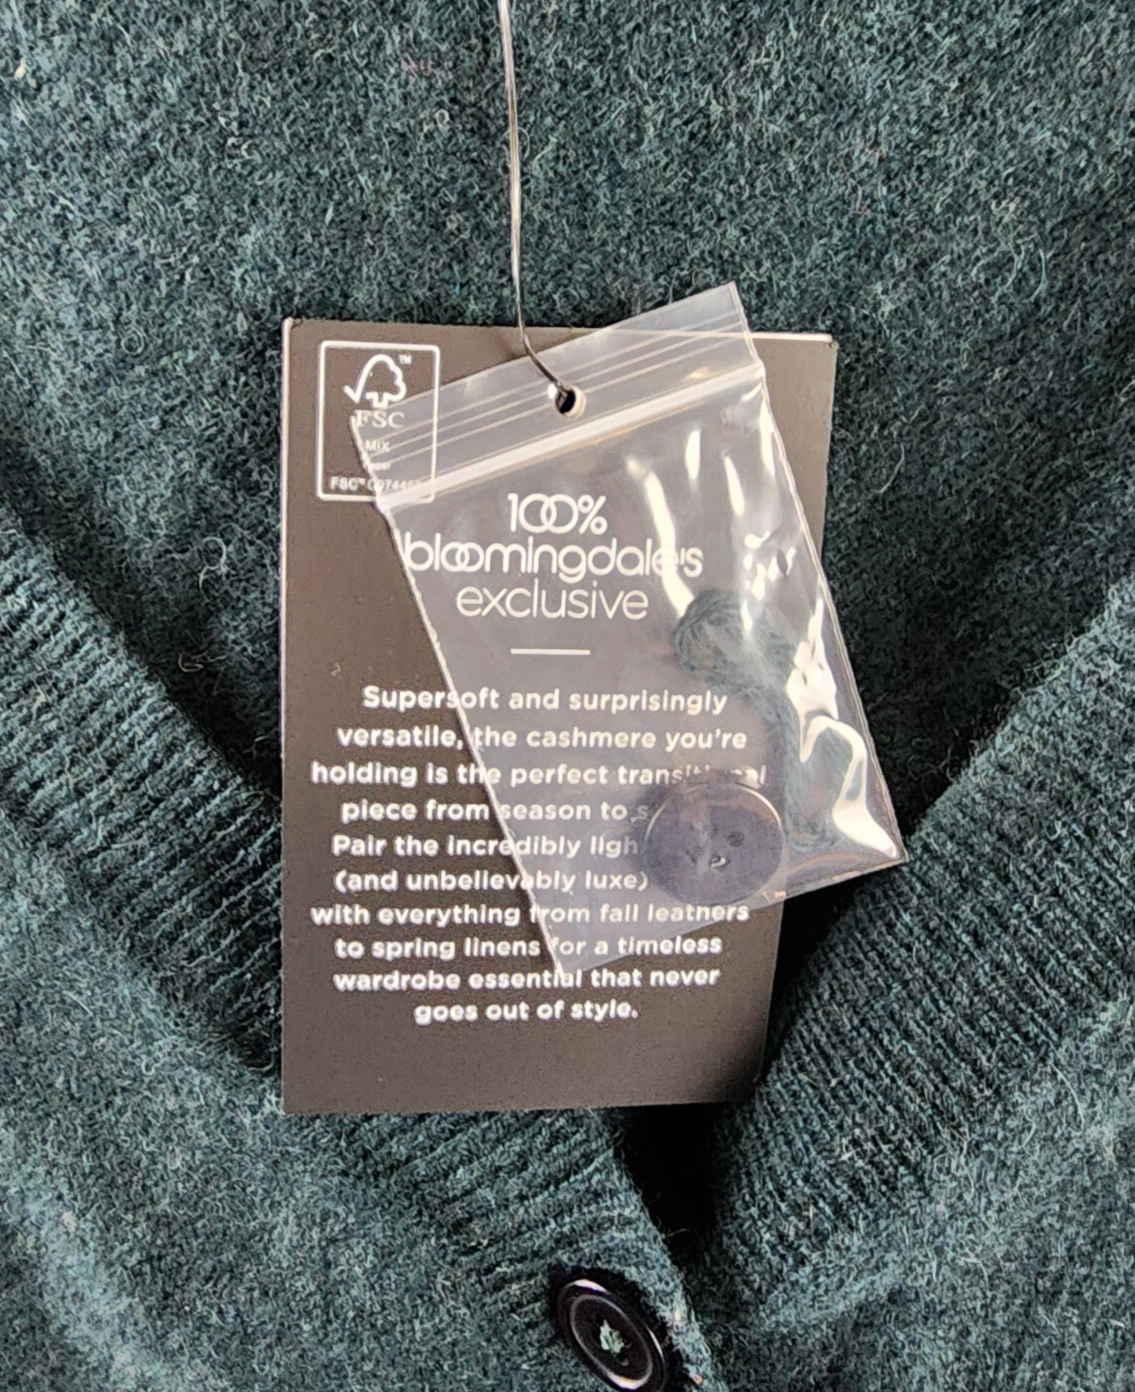 ™
FSC
MIX
FSC®
100%
bloomingdale's
exclusive
Supersoft and surprisingly
versatile, the cashmere you're
holding is the perfect transitional
piece from season to
Pair the incredibly
(and unbelievably luxe)
with everything from fall leathers
to spring linens for a timeless
wardrobe essential that never
goes out of style.